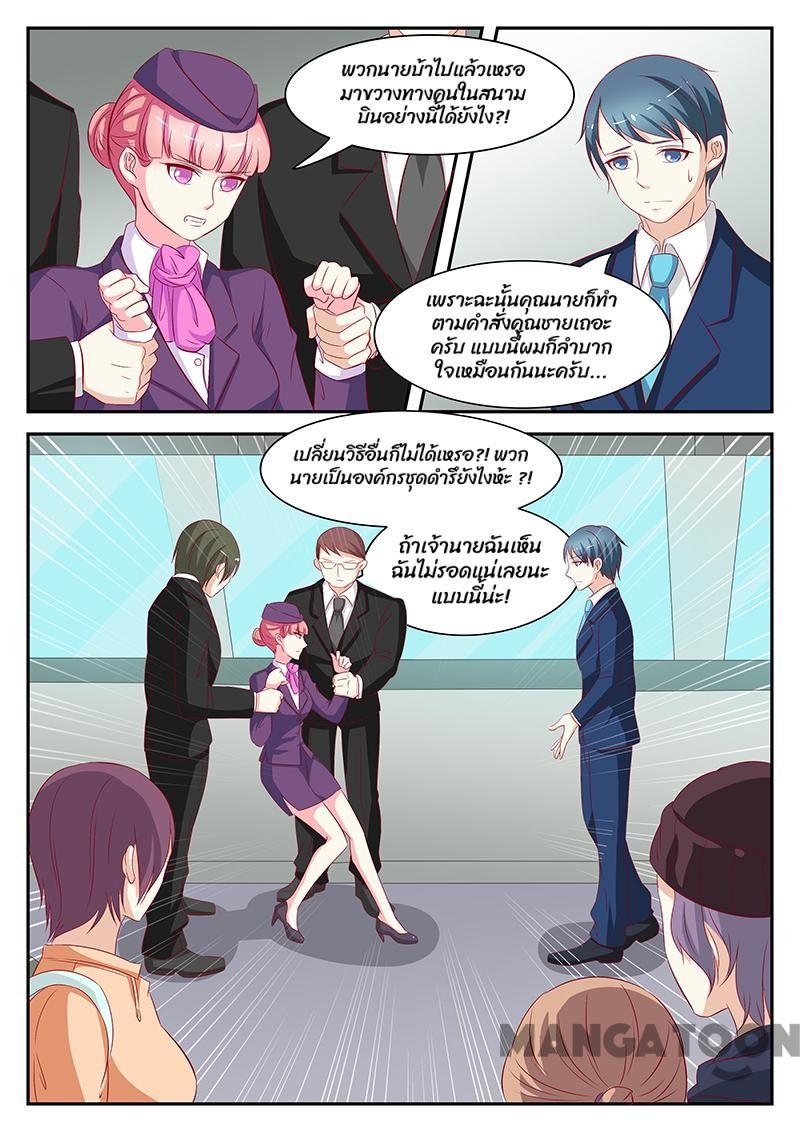 พวกนายบ้าไปแล้วเหรอ
มาขวางทางคนในสนาม
บินอย่างนี้ได้ยังไง?!
เพราะฉะนั้นคุณนายก็ทำ
ตามคำสั่งคุณชายเถอะ
ครับ แบบนี้ผมก็ลำบาก
ใจเหมือนกันนะครับ...
เปลี่ยนวิธีอื่นก็ไม่ได้เหรอ?! พวก
นายเป็นองค์กรชุดดำรึยังไงห้ะ ?!
ถ้าเจ้านายฉันเห็น
ฉันไม่รอดแน่เลยนะ
แบบนี้น่ะ!
MANGATOON